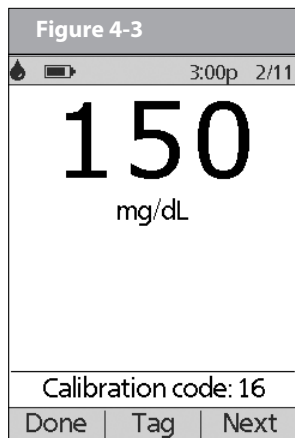 Figure 4-3
3:00p 2/11
150
mg/dL
Calibration code: 16
Done | Tag | Next